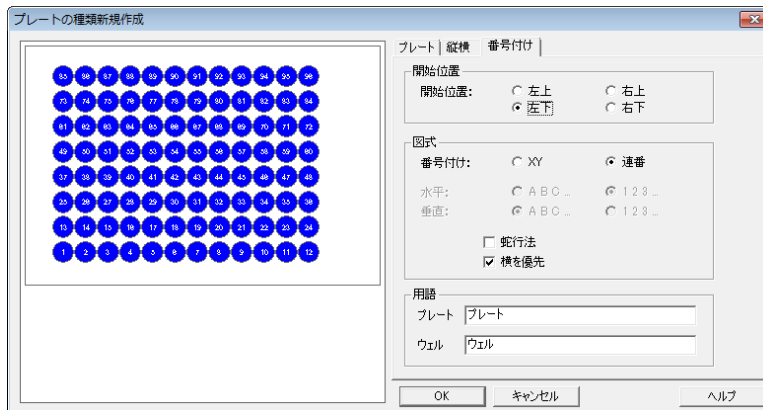 プレートの種類新規作成
85 86 87 88 89 90 91 92 93 94 95 96
73 74 75 76 77 78 79 80 81 82 83 84
61 62 63 64 65 66 67 68 69 70 71 72
49 50 51 52 53 54 55 56 57 58 59 60
37 38 39 40 41 42 43 44 45 46 47 48
25 26 27 28 29 30 31 32 33 34 35 36
13 14 15 16 17 18 19 20 21 22 23 24
1 2 3 4 5 6 7 8 9 10 11 12
プレート 縦横 番号付け
開始位置
開始位置: 左上 右上
左下 右下
図式
番号付け: XY 連番
水平: A B C ... 1 2 3 ...
垂直: A B C ... 1 2 3 ...
蛇行法
横を優先
用語
プレート プレート
ウェル ウェル
OK キャンセル ヘルプ